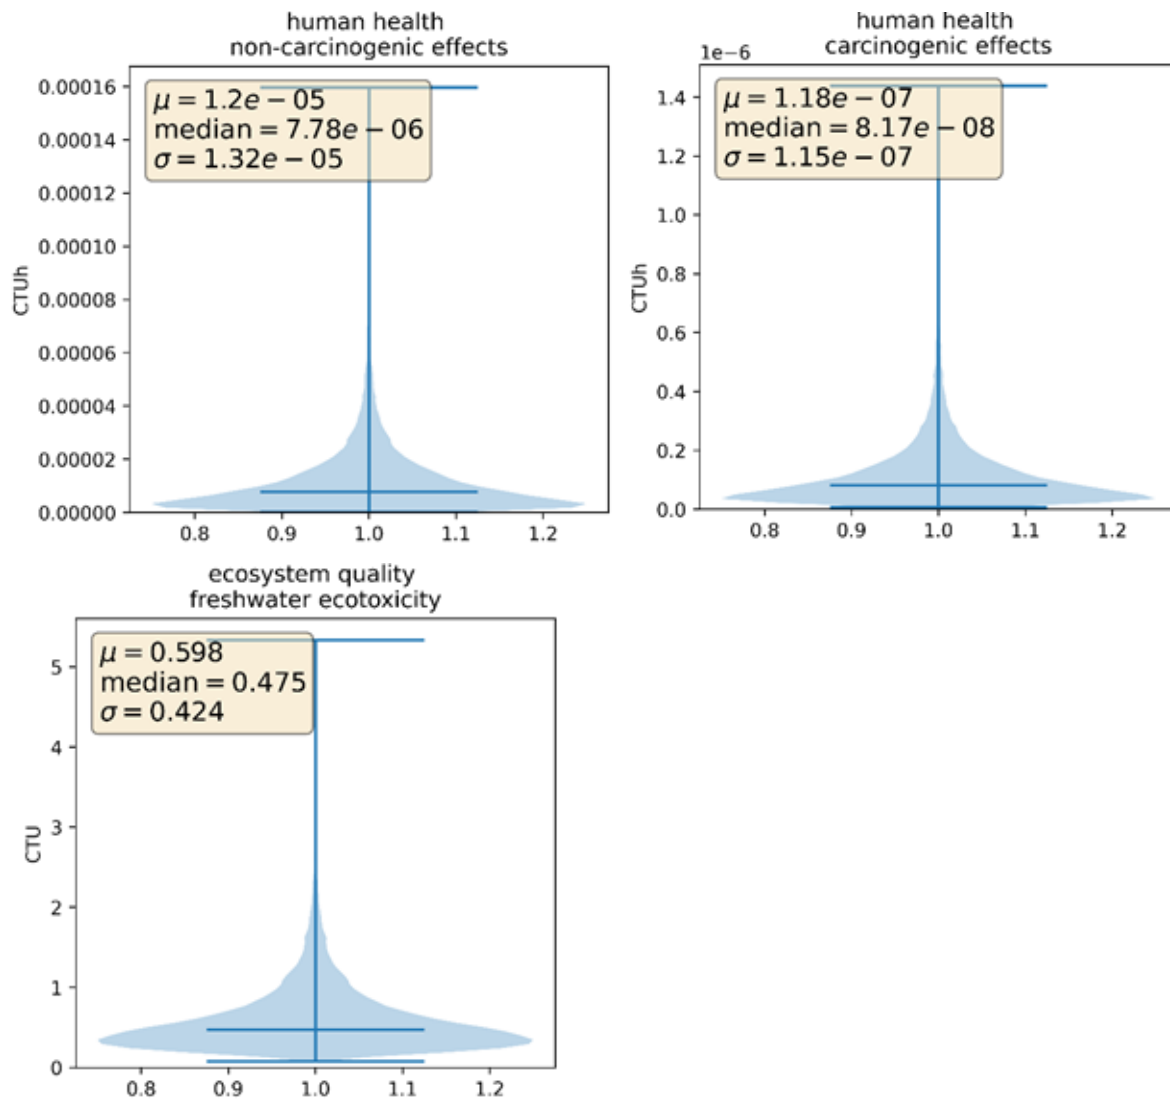 human health
non-carcinogenic effects
μ = 1.2e − 05
median = 7.78e − 06
σ = 1.32e − 05
CTUh
0.00016
0.00014
0.00012
0.00010
0.00008
0.00006
0.00004
0.00002
0.00000
0.8 0.9 1.0 1.1 1.2
human health
carcinogenic effects
1e−6
μ = 1.18e − 07
median = 8.17e − 08
σ = 1.15e − 07
CTUh
1.4
1.2
1.0
0.8
0.6
0.4
0.2
0.0
0.8 0.9 1.0 1.1 1.2
ecosystem quality
freshwater ecotoxicity
μ = 0.598
median = 0.475
σ = 0.424
CTU
5
4
3
2
1
0
0.8 0.9 1.0 1.1 1.2